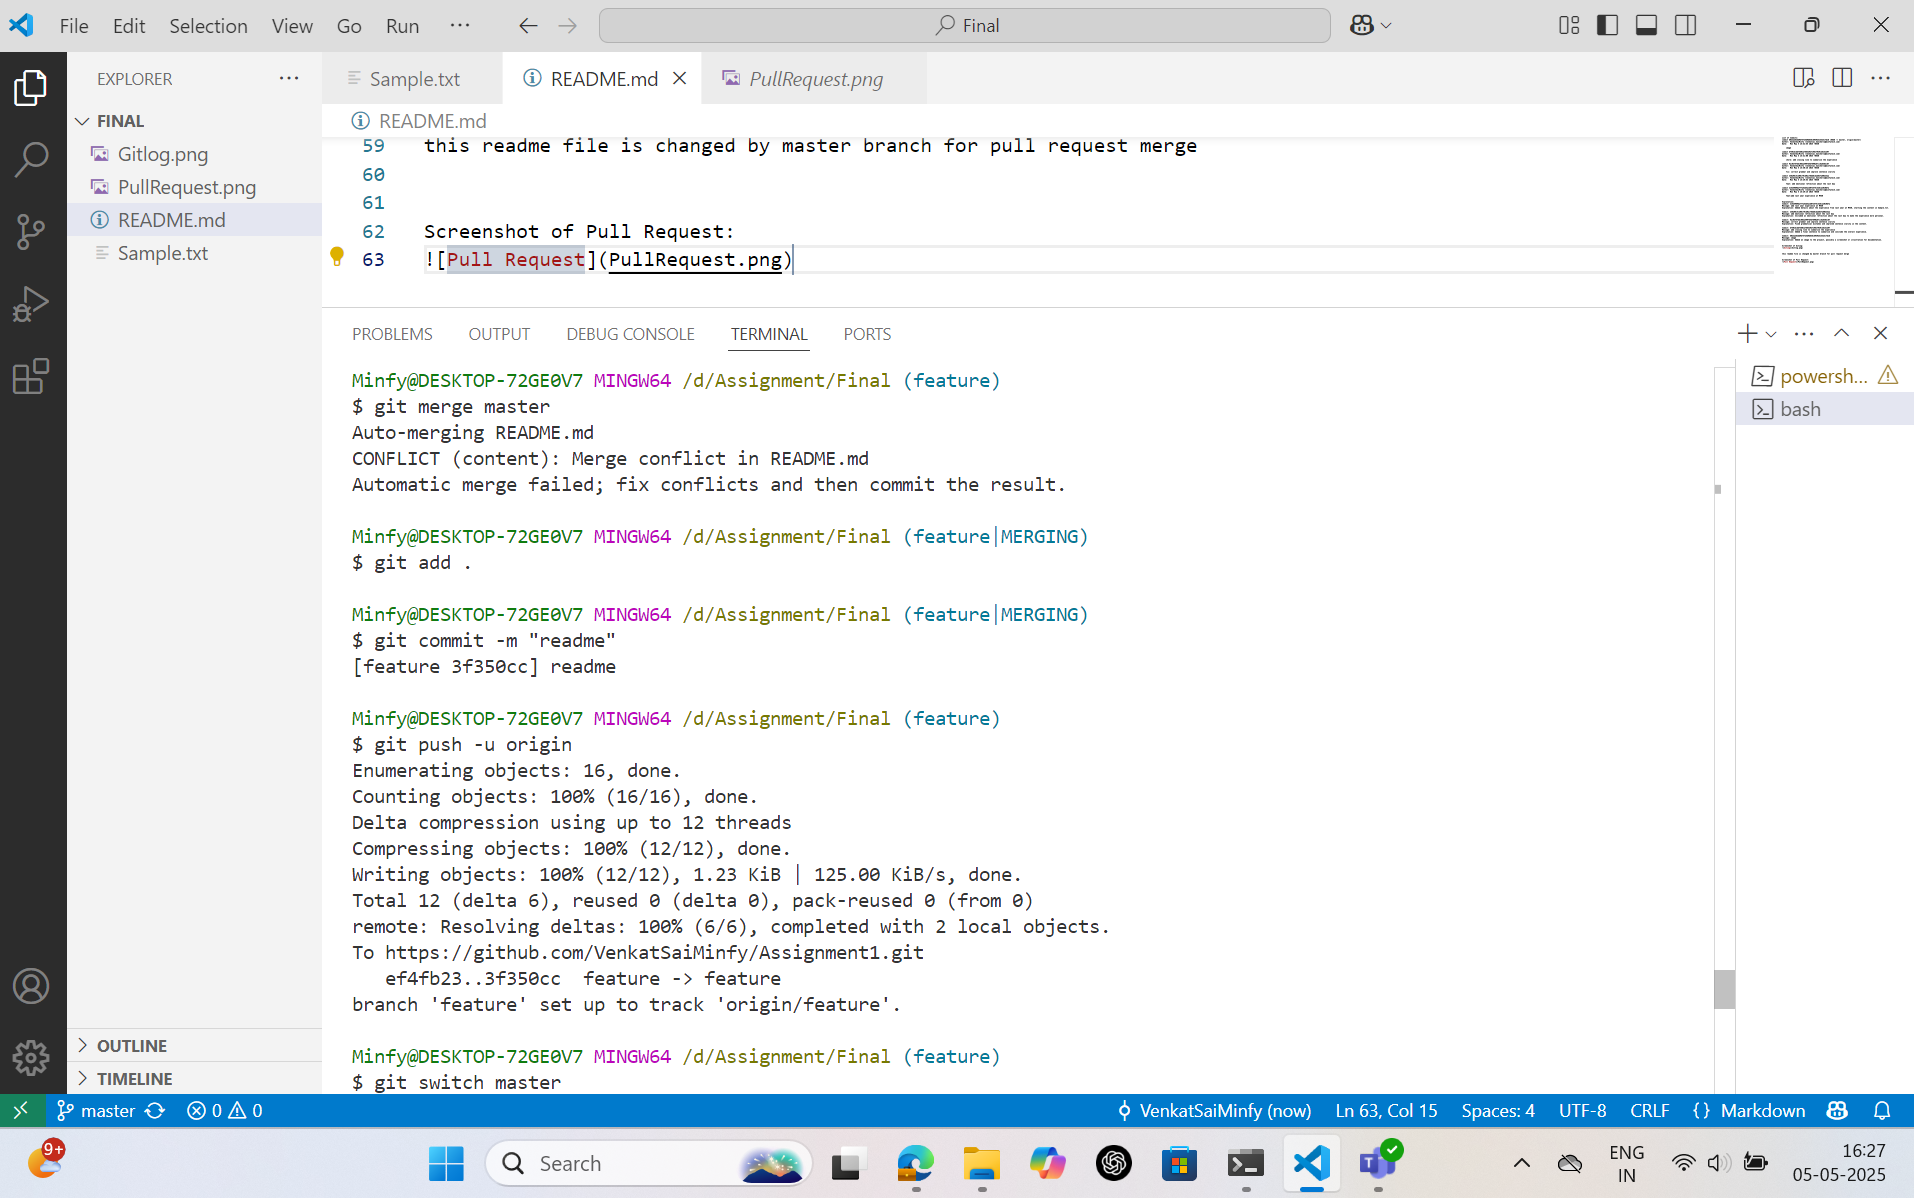 File Edit Selection View Go Run ··· Final
EXPLORER ···
FINAL
Gitlog.png
PullRequest.png
README.md
Sample.txt
OUTLINE
TIMELINE
Sample.txt README.md PullRequest.png
README.md
59 this readme file is changed by master branch for pull request merge
60
61
62 Screenshot of Pull Request:
63 ![Pull Request](PullRequest.png)
PROBLEMS OUTPUT DEBUG CONSOLE TERMINAL PORTS
powersh...
bash
Minfy@DESKTOP-72GE0V7 MINGW64 /d/Assignment/Final (feature)
$ git merge master
Auto-merging README.md
CONFLICT (content): Merge conflict in README.md
Automatic merge failed; fix conflicts and then commit the result.
Minfy@DESKTOP-72GE0V7 MINGW64 /d/Assignment/Final (feature|MERGING)
$ git add .
Minfy@DESKTOP-72GE0V7 MINGW64 /d/Assignment/Final (feature|MERGING)
$ git commit -m "readme"
[feature 3f350cc] readme
Minfy@DESKTOP-72GE0V7 MINGW64 /d/Assignment/Final (feature)
$ git push -u origin
Enumerating objects: 16, done.
Counting objects: 100% (16/16), done.
Delta compression using up to 12 threads
Compressing objects: 100% (12/12), done.
Writing objects: 100% (12/12), 1.23 KiB | 125.00 KiB/s, done.
Total 12 (delta 6), reused 0 (delta 0), pack-reused 0 (from 0)
remote: Resolving deltas: 100% (6/6), completed with 2 local objects.
To https://github.com/VenkatSaiMinfy/Assignment1.git
   ef4fb23..3f350cc  feature -> feature
branch 'feature' set up to track 'origin/feature'.
Minfy@DESKTOP-72GE0V7 MINGW64 /d/Assignment/Final (feature)
$ git switch master
master 0 0 VenkatSaiMinfy (now) Ln 63, Col 15 Spaces: 4 UTF-8 CRLF {} Markdown
9+ Search ENG IN 16:27 05-05-2025